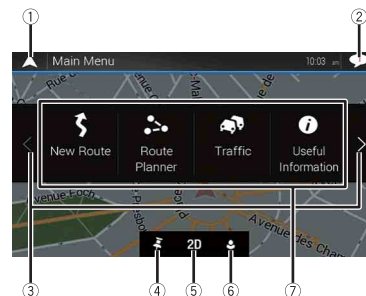 ① ②
Main Menu 10:03 am
Rue
New Route Route Planner Traffic Useful Information
Avenue Foch
Avenue des
2D
③ ④ ⑤ ⑥ ⑦